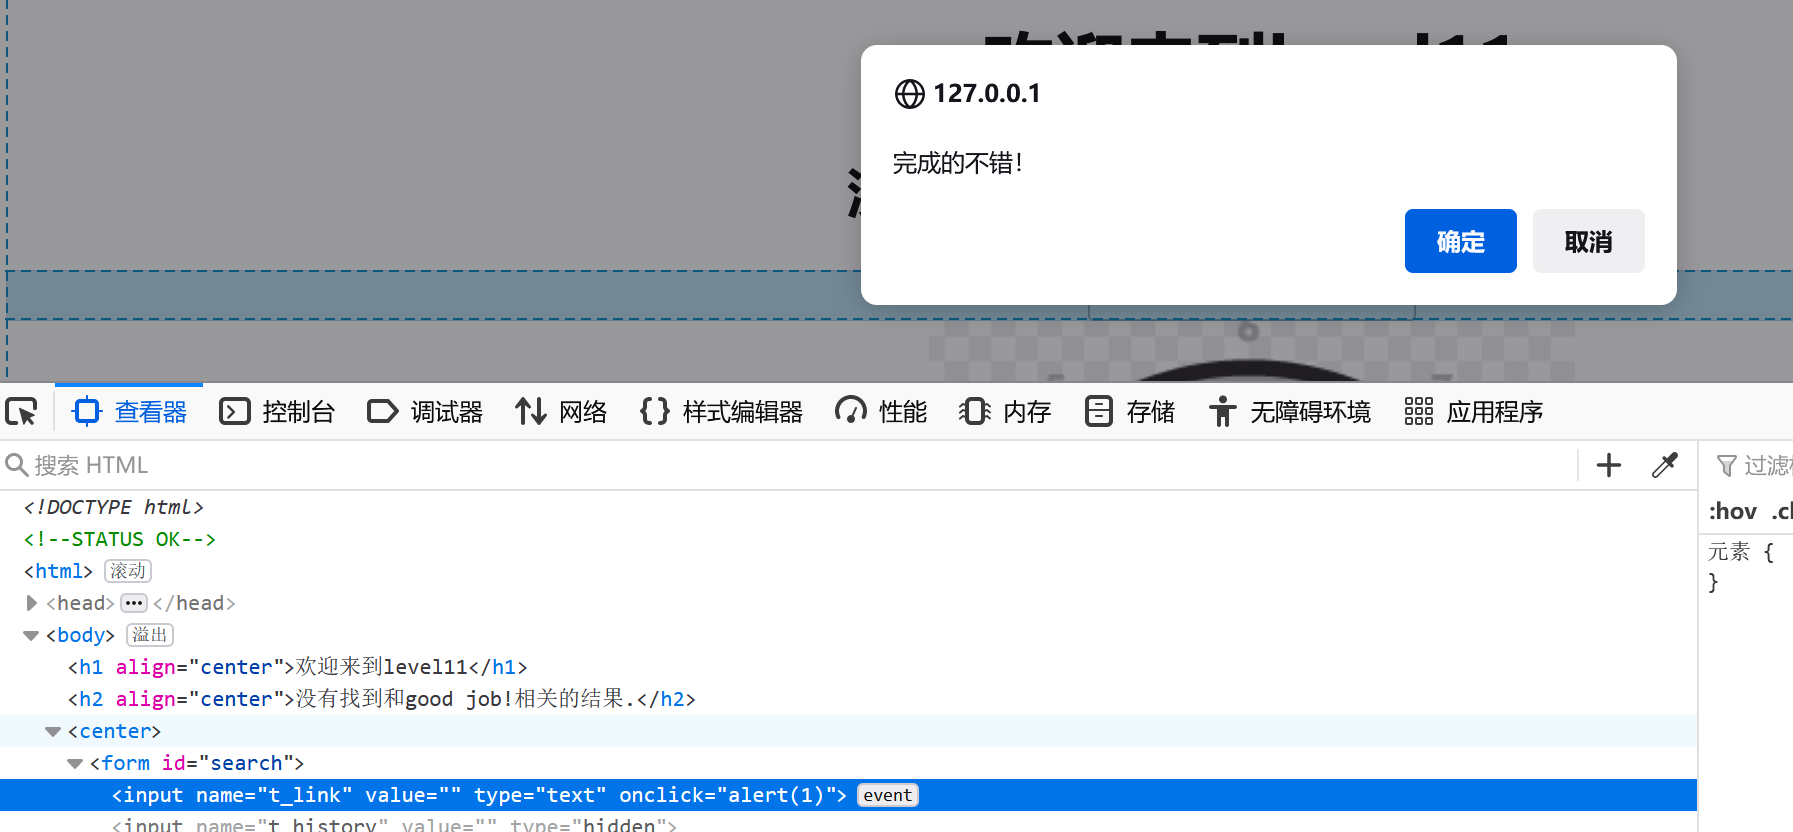 127.0.0.1
完成的不错！
确定 取消
查看器 控制台 调试器 网络 样式编辑器 性能 内存 存储 无障碍环境 应用程序
搜索 HTML
过滤
<!DOCTYPE html>
:hov
<!--STATUS OK-->
元素 {
<html> 滚动
}
<head> ••• </head>
<body> 溢出
<h1 align="center">欢迎来到level11</h1>
<h2 align="center">没有找到和good job!相关的结果.</h2>
<center>
<form id="search">
<input name="t_link" value="" type="text" onclick="alert(1)"> event
<input name="t_history" value="" type="hidden">